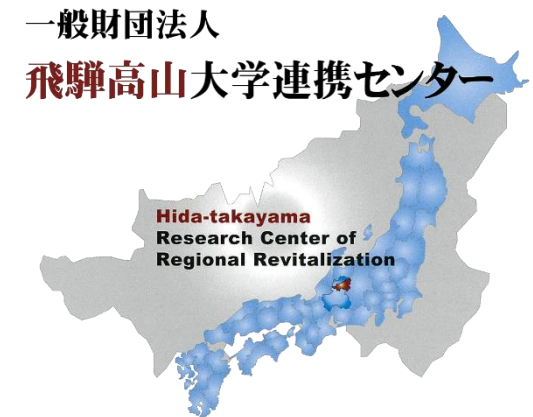 一般財団法人
飛騨高山大学連携センター
Hida-takayama
Research Center of
Regional Revitalization